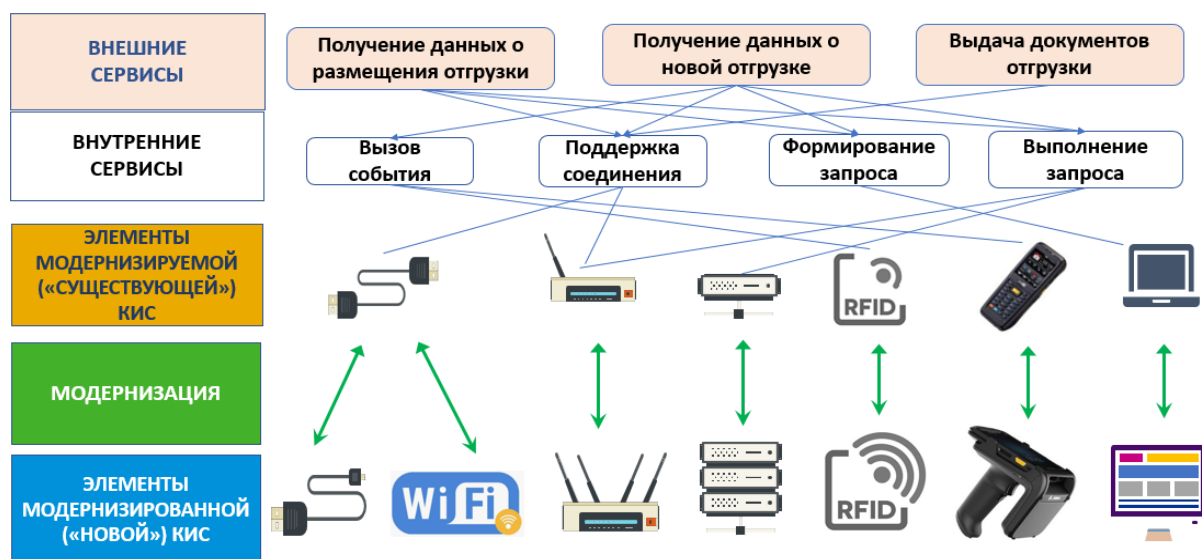 ВНЕШНИЕ
СЕРВИСЫ
Получение данных о
размещения отгрузки
Получение данных о
новой отгрузке
Выдача документов
отгрузки
ВНУТРЕННИЕ
СЕРВИСЫ
Вызов
события
Поддержка
соединения
Формирование
запроса
Выполнение
запроса
ЭЛЕМЕНТЫ
МОДЕРНИЗИРУЕМОЙ
(«СУЩЕСТВУЮЩЕЙ»)
КИС
RFID
МОДЕРНИЗАЦИЯ
ЭЛЕМЕНТЫ
МОДЕРНИЗИРОВАННОЙ
(«НОВОЙ») КИС
WiFi
RFID